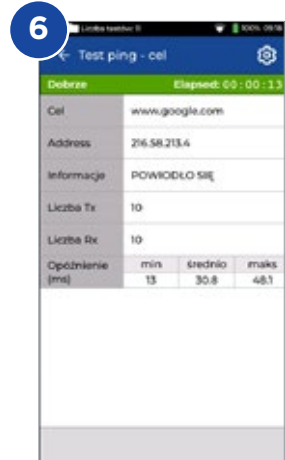 6
Liczba testów: 11 100% 09:18
← Test ping - cel
Dobrze Elapsed: 00:00:13
Cel www.google.com
Address 216.58.213.4
Informacje POWIODŁO SIĘ
Liczba Tx 10
Liczba Rx 10
Opóźnienie (ms) min średnio maks
13 30.8 48.1